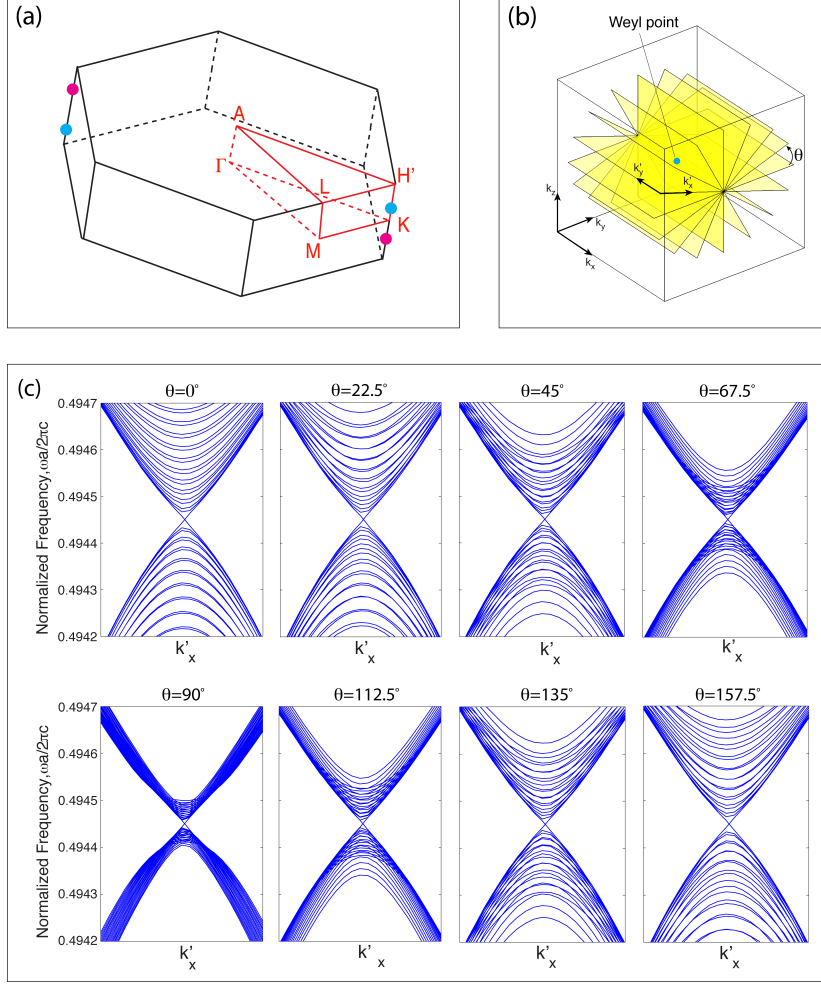 (a)
A
Γ
H'
L
K
M
(b)
Weyl point
θ
k'y
k'x
kz
ky
kx
(c)
θ=0° θ=22.5° θ=45° θ=67.5°
Normalized Frequency,ωa/2πc
0.4947
0.4946
0.4945
0.4944
0.4943
0.4942
k'x k'x k'x k'x
θ=90° θ=112.5° θ=135° θ=157.5°
Normalized Frequency,ωa/2πc
0.4947
0.4946
0.4945
0.4944
0.4943
0.4942
k'x k'x k'x k'x